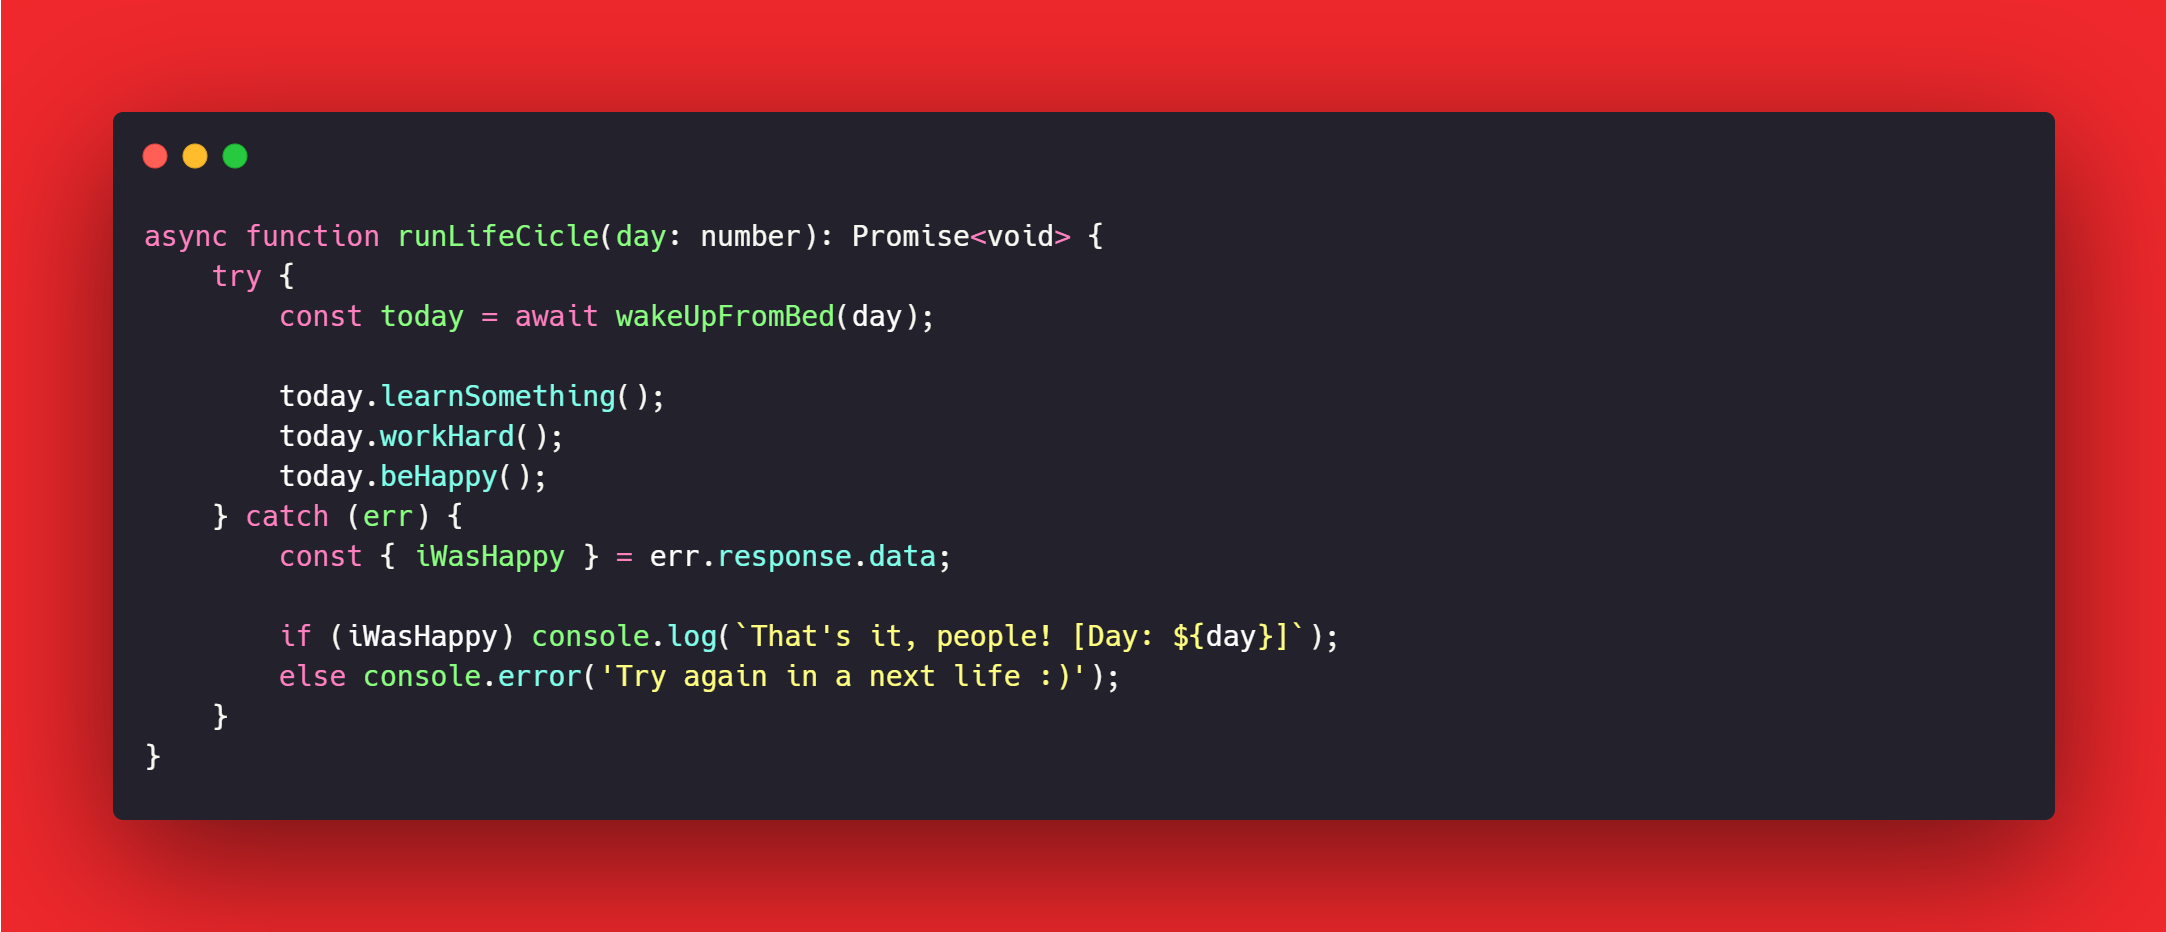 async function runLifeCicle(day: number): Promise<void> {
    try {
        const today = await wakeUpFromBed(day);

        today.learnSomething();
        today.workHard();
        today.beHappy();
    } catch (err) {
        const { iWasHappy } = err.response.data;

        if (iWasHappy) console.log(`That's it, people! [Day: ${day}]`);
        else console.error('Try again in a next life :)');
    }
}